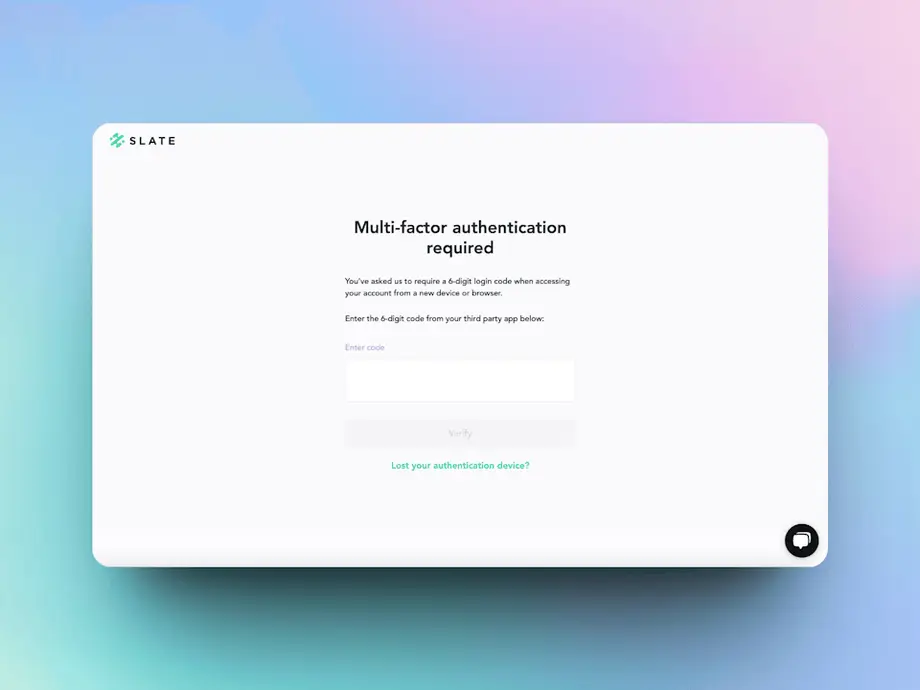 SLATE
Multi-factor authentication
required
You've asked us to require a 6-digit login code when accessing
your account from a new device or browser.
Enter the 6-digit code from your third party app below:
Enter code
Verify
Lost your authentication device?